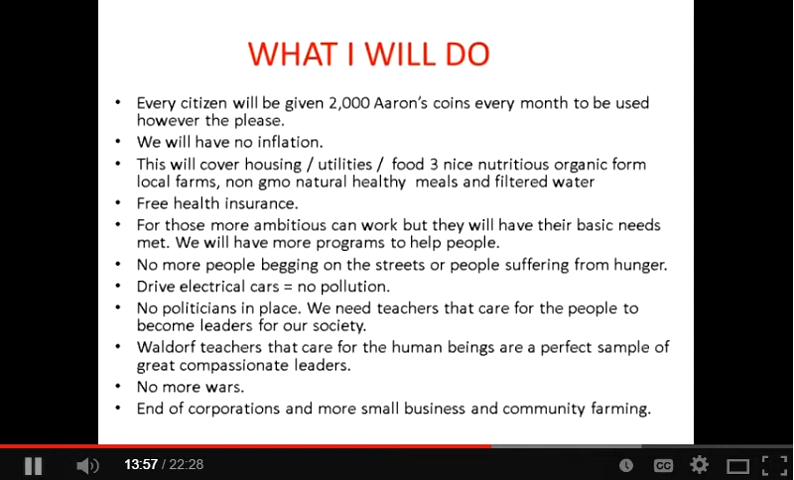 WHAT I WILL DO
• Every citizen will be given 2,000 Aaron's coins every month to be used
however the please.
• We will have no inflation.
• This will cover housing / utilities /  food 3 nice nutritious organic form
local farms, non gmo natural healthy  meals and filtered water
• Free health insurance.
• For those more ambitious can work but they will have their basic needs
met. We will have more programs to help people.
• No more people begging on the streets or people suffering from hunger.
• Drive electrical cars = no pollution.
• No politicians in place. We need teachers that care for the people to
become leaders for our society.
• Waldorf teachers that care for the human beings are a perfect sample of
great compassionate leaders.
• No more wars.
• End of corporations and more small business and community farming.
13:57 / 22:28
CC